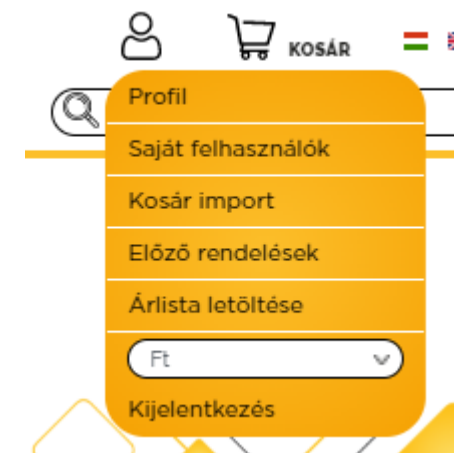 KOSÁR
Profil
Saját felhasználók
Kosár import
Előző rendelések
Árlista letöltése
Ft
Kijelentkezés